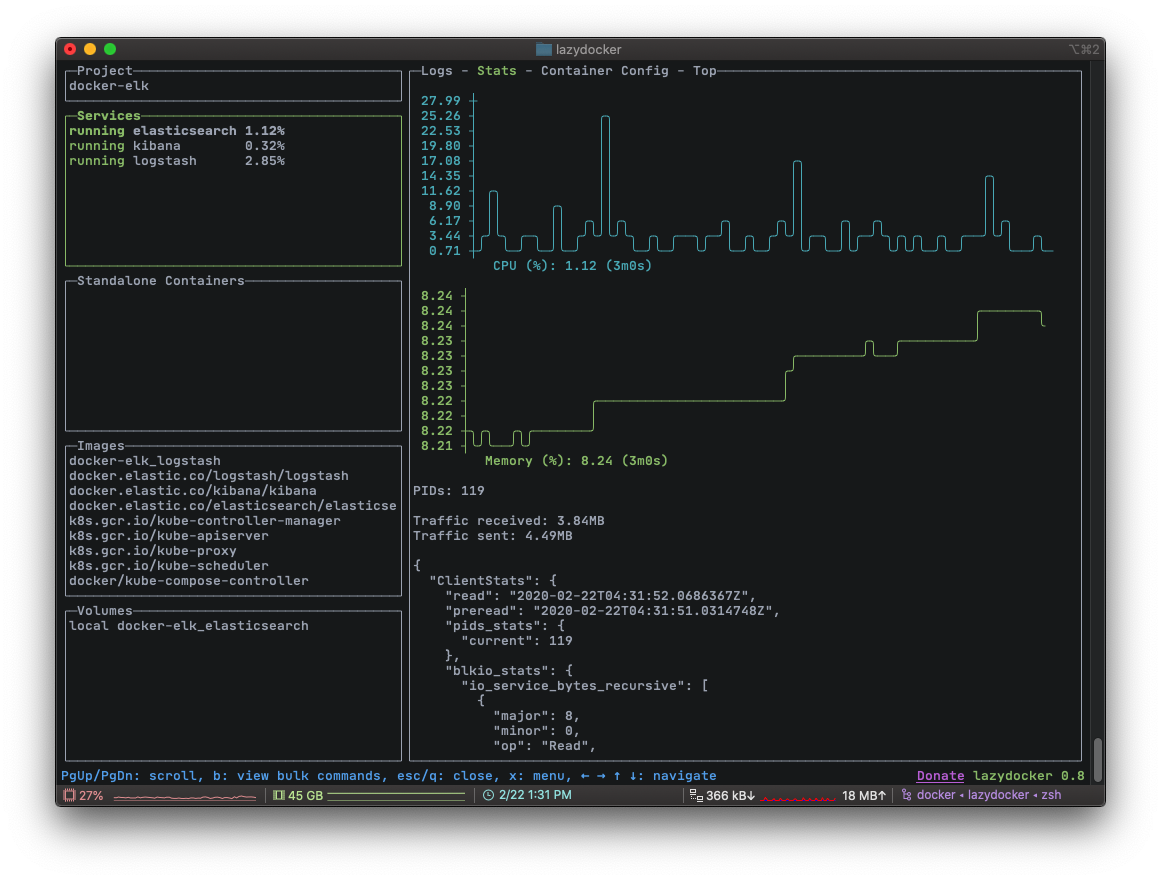 lazydocker
⌥⌘2
Project
docker-elk
Services
running elasticsearch 1.12%
running kibana 0.32%
running logstash 2.85%
Standalone Containers
Images
docker-elk_logstash
docker.elastic.co/logstash/logstash
docker.elastic.co/kibana/kibana
docker.elastic.co/elasticsearch/elasticse
k8s.gcr.io/kube-controller-manager
k8s.gcr.io/kube-apiserver
k8s.gcr.io/kube-proxy
k8s.gcr.io/kube-scheduler
docker/kube-compose-controller
Volumes
local docker-elk_elasticsearch
Logs - Stats - Container Config - Top
27.99
25.26
22.53
19.80
17.08
14.35
11.62
8.90
6.17
3.44
0.71
CPU (%): 1.12 (3m0s)
8.24
8.24
8.24
8.23
8.23
8.23
8.23
8.22
8.22
8.22
8.21
Memory (%): 8.24 (3m0s)
PIDs: 119
Traffic received: 3.84MB
Traffic sent: 4.49MB
{
"ClientStats": {
"read": "2020-02-22T04:31:52.0686367Z",
"preread": "2020-02-22T04:31:51.0314748Z",
"pids_stats": {
"current": 119
},
"blkio_stats": {
"io_service_bytes_recursive": [
{
"major": 8,
"minor": 0,
"op": "Read",
PgUp/PgDn: scroll, b: view bulk commands, esc/q: close, x: menu, ← → ↑ ↓: navigate
Donate lazydocker 0.8
27%
45 GB
2/22 1:31 PM
366 kB↓
18 MB↑
docker ◂ lazydocker ◂ zsh